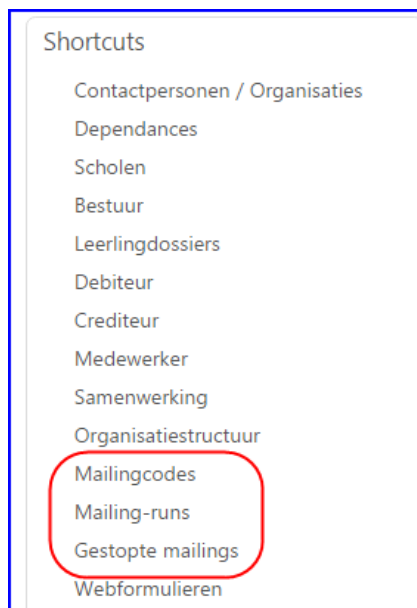 Shortcuts
Contactpersonen / Organisaties
Dependances
Scholen
Bestuur
Leerlingdossiers
Debiteur
Crediteur
Medewerker
Samenwerking
Organisatiestructuur
Mailingcodes
Mailing-runs
Gestopte mailings
Webformulieren